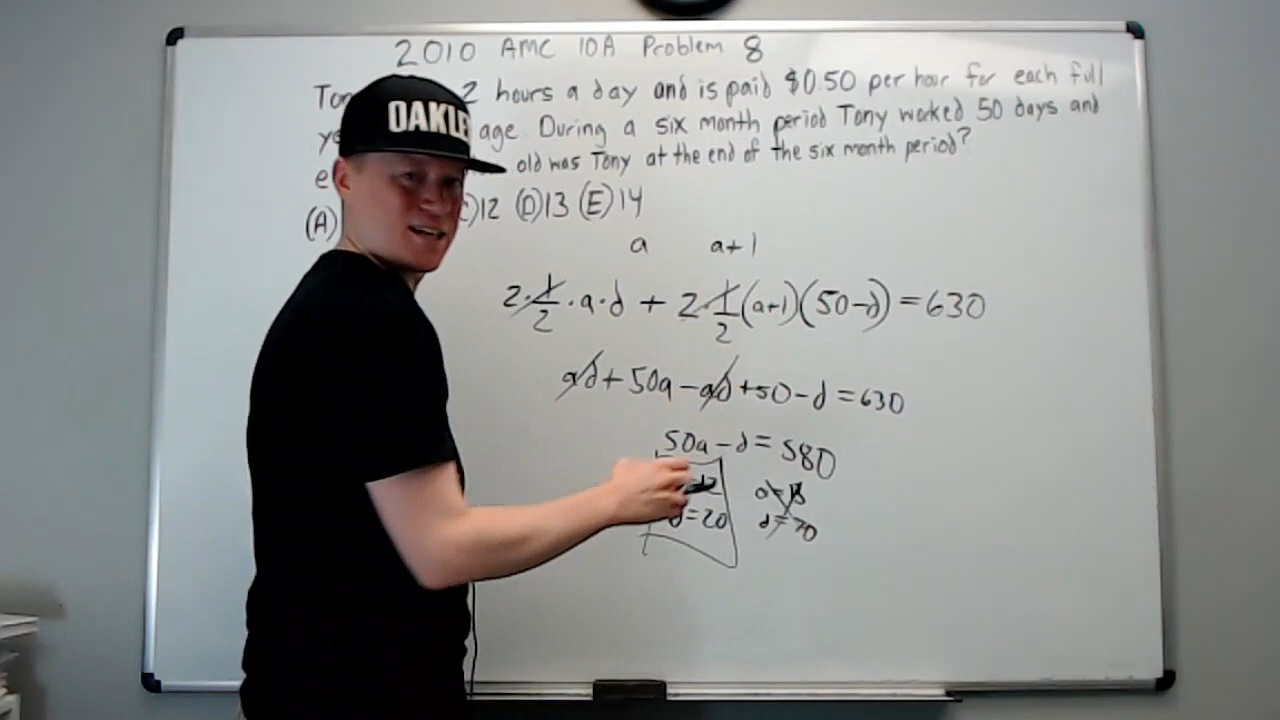 2010 AMC 10A Problem 8
2 hours a day and is paid $0.50 per hour for each full
age. During a six month period Tony worked 50 days and
old was Tony at the end of the six month period?
(A) 12 (D)13 (E)14
a a+1
2·1/2·a·d + 2·1/2(a+1)(50-d)=630
ad+50a-ad+50-d=630
50a-d=580
d=20 d=70
OAKLE